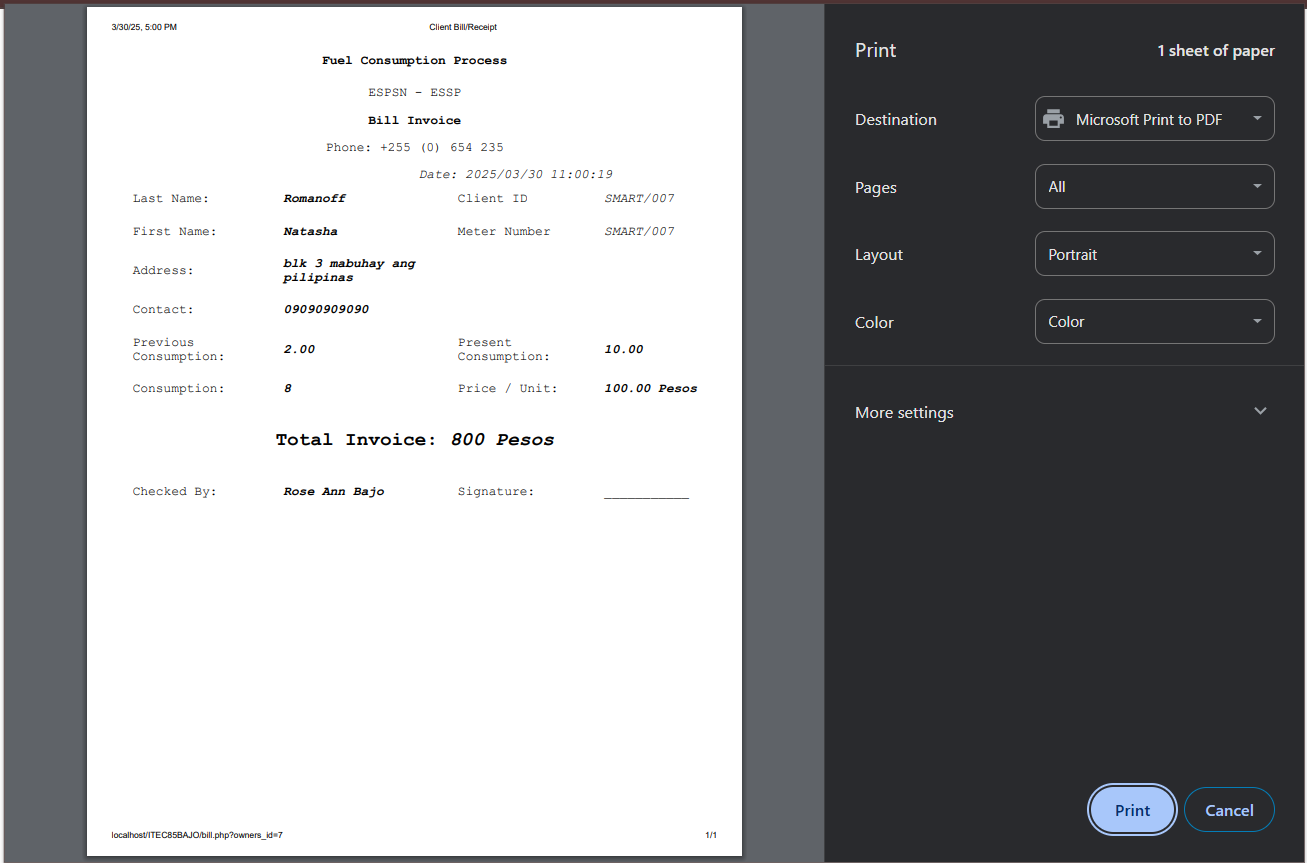 3/30/25, 5:00 PM Client Bill/Receipt
Fuel Consumption Process
ESPSN - ESSP
Bill Invoice
Phone: +255 (0) 654 235
Date: 2025/03/30 11:00:19
Last Name: Romanoff Client ID SMART/007
First Name: Natasha Meter Number SMART/007
Address: blk 3 mabuhay ang
pilipinas
Contact: 09090909090
Previous
Consumption: 2.00 Present
Consumption: 10.00
Consumption: 8 Price / Unit: 100.00 Pesos
Total Invoice: 800 Pesos
Checked By: Rose Ann Bajo Signature: ___________
localhost/ITEC85BAJO/bill.php?owners_id=7 1/1
Print 1 sheet of paper
Destination Microsoft Print to PDF
Pages All
Layout Portrait
Color Color
More settings
Print Cancel